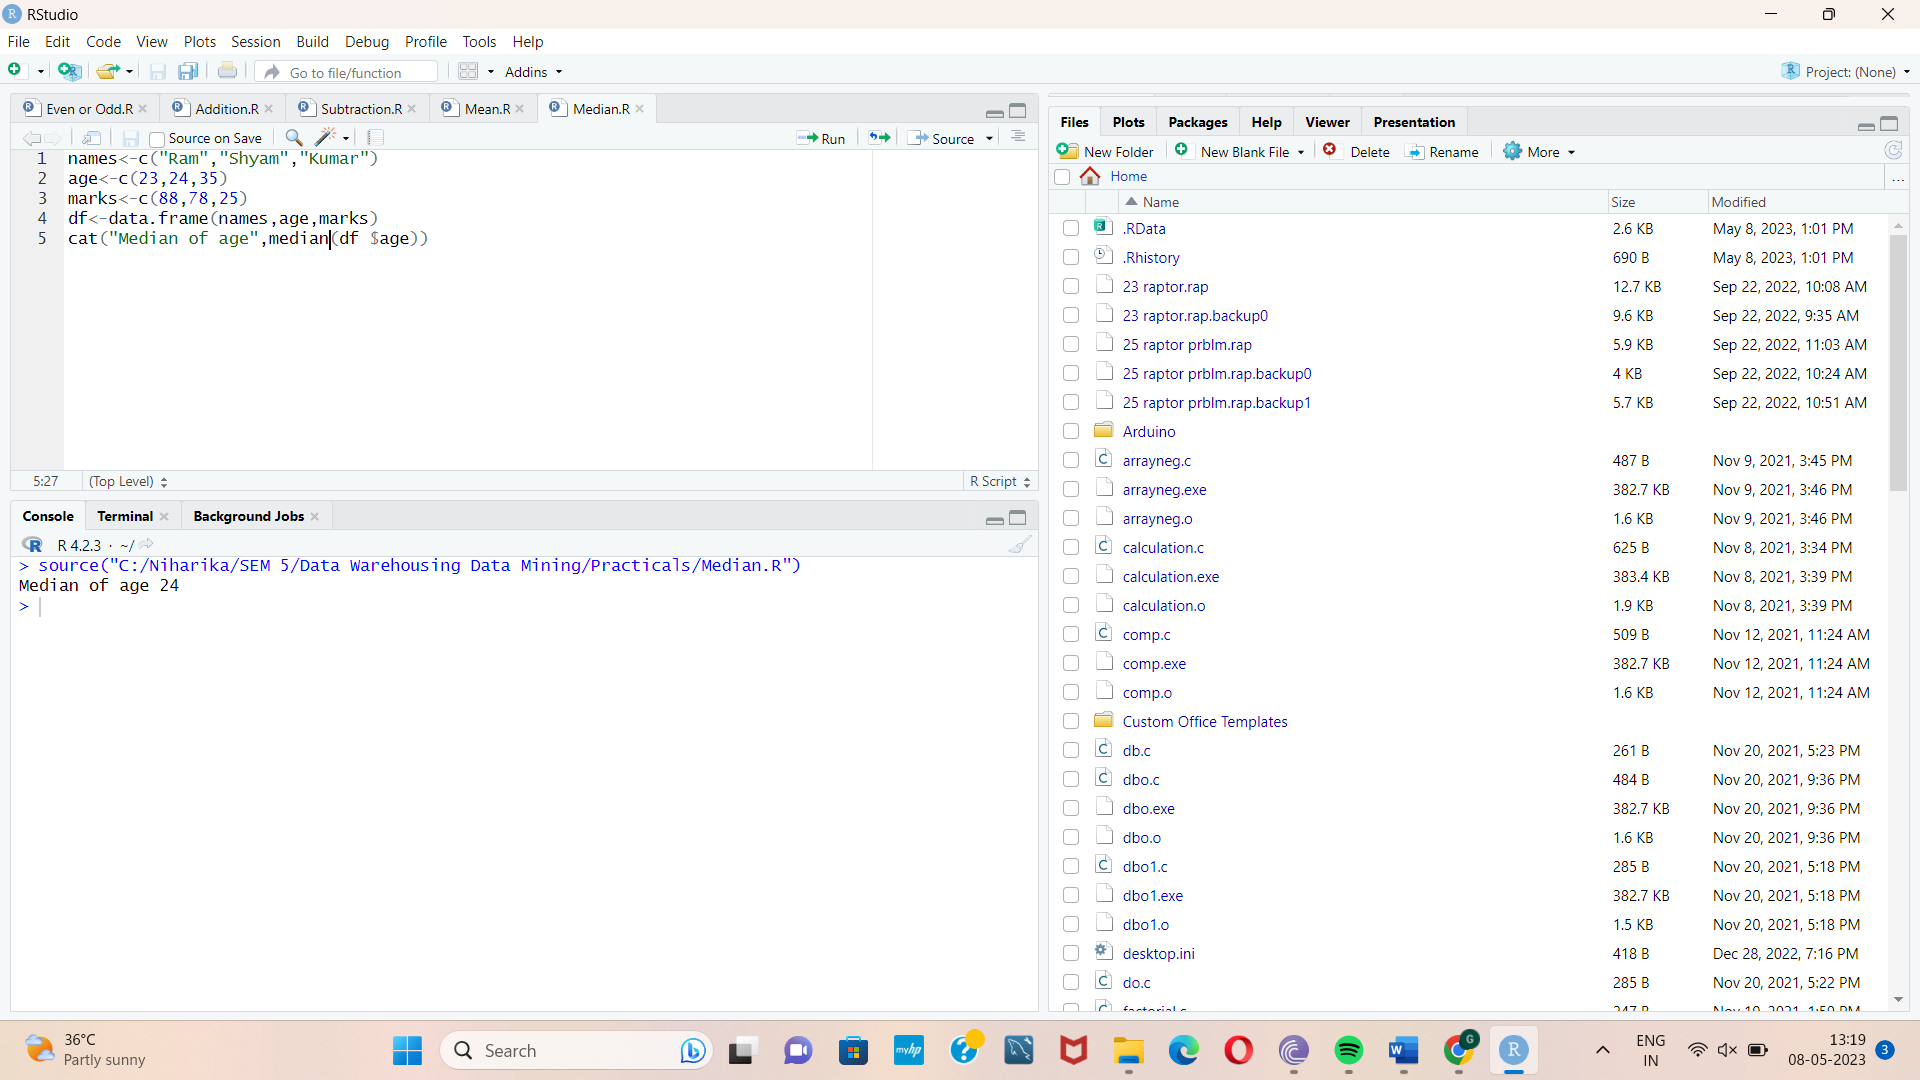 RStudio
File Edit Code View Plots Session Build Debug Profile Tools Help
Go to file/function Addins Project: (None)
Even or Odd.R Addition.R Subtraction.R Mean.R Median.R
Source on Save Run Source
1 names<-c("Ram","Shyam","Kumar")
2 age<-c(23,24,35)
3 marks<-c(88,78,25)
4 df<-data.frame(names,age,marks)
5 cat("Median of age",median(df $age))
5:27 (Top Level) R Script
Console Terminal Background Jobs
R 4.2.3 · ~/
> source("C:/Niharika/SEM 5/Data Warehousing Data Mining/Practicals/Median.R")
Median of age 24
>
Files Plots Packages Help Viewer Presentation
New Folder New Blank File Delete Rename More
Home ...
Name Size Modified
.RData 2.6 KB May 8, 2023, 1:01 PM
.Rhistory 690 B May 8, 2023, 1:01 PM
23 raptor.rap 12.7 KB Sep 22, 2022, 10:08 AM
23 raptor.rap.backup0 9.6 KB Sep 22, 2022, 9:35 AM
25 raptor prblm.rap 5.9 KB Sep 22, 2022, 11:03 AM
25 raptor prblm.rap.backup0 4 KB Sep 22, 2022, 10:24 AM
25 raptor prblm.rap.backup1 5.7 KB Sep 22, 2022, 10:51 AM
Arduino
arrayneg.c 487 B Nov 9, 2021, 3:45 PM
arrayneg.exe 382.7 KB Nov 9, 2021, 3:46 PM
arrayneg.o 1.6 KB Nov 9, 2021, 3:46 PM
calculation.c 625 B Nov 8, 2021, 3:34 PM
calculation.exe 383.4 KB Nov 8, 2021, 3:39 PM
calculation.o 1.9 KB Nov 8, 2021, 3:39 PM
comp.c 509 B Nov 12, 2021, 11:24 AM
comp.exe 382.7 KB Nov 12, 2021, 11:24 AM
comp.o 1.6 KB Nov 12, 2021, 11:24 AM
Custom Office Templates
db.c 261 B Nov 20, 2021, 5:23 PM
dbo.c 484 B Nov 20, 2021, 9:36 PM
dbo.exe 382.7 KB Nov 20, 2021, 9:36 PM
dbo.o 1.6 KB Nov 20, 2021, 9:36 PM
dbo1.c 285 B Nov 20, 2021, 5:18 PM
dbo1.exe 382.7 KB Nov 20, 2021, 5:18 PM
dbo1.o 1.5 KB Nov 20, 2021, 5:18 PM
desktop.ini 418 B Dec 28, 2022, 7:16 PM
do.c 285 B Nov 20, 2021, 5:22 PM
36°C
Partly sunny
Search
myhp
ENG
IN
13:19
08-05-2023
3